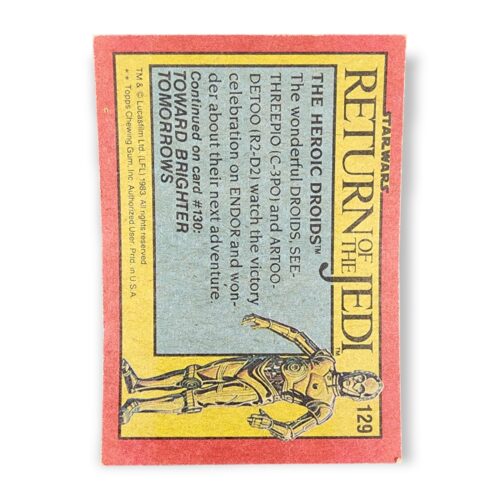 STAR WARS
RETURN OF THE JEDI™
129
THE HEROIC DROIDS™
The wonderful DROIDS, SEE-
THREEPIO (C-3PO) and ARTOO-
DETOO (R2-D2) watch the victory
celebration on ENDOR and won-
der about their next adventure.
Continued on card #130:
TOWARD BRIGHTER
TOMORROWS
TM & © Lucasfilm Ltd. (LFL) 1983. All rights reserved.
* * Topps Chewing Gum, Inc. Authorized User. Prtd. in U.S.A.